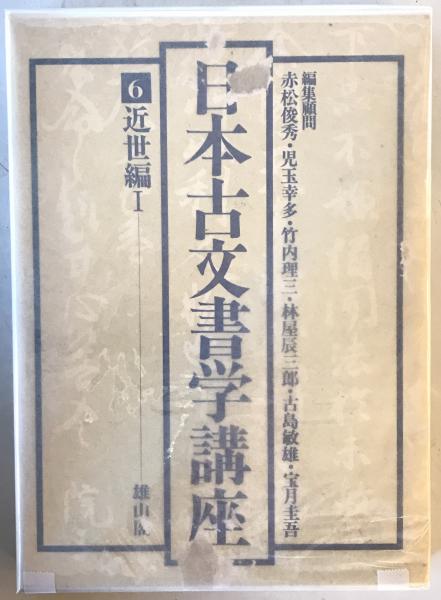 編集顧問
赤松俊秀・児玉幸多・竹内理三・林屋辰三郎・古島敏雄・宝月圭吾
日本古文書学講座
6近世編Ⅰ
雄山閣